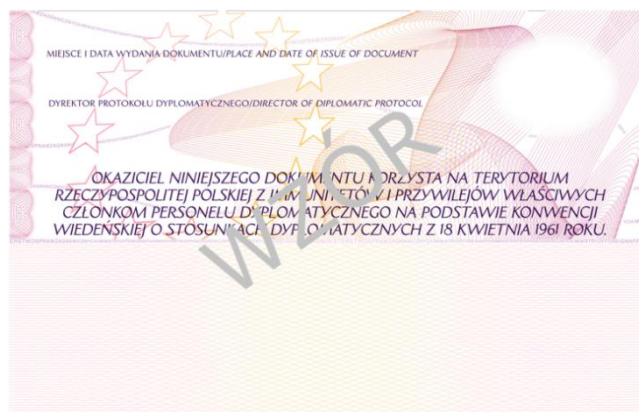 MIEJSCE I DATA WYDANIA DOKUMENTU/PLACE AND DATE OF ISSUE OF DOCUMENT
DYREKTOR PROTOKOŁU DYPLOMATYCZNEGO/DIRECTOR OF DIPLOMATIC PROTOCOL
OKAZICIEL NINIEJSZEGO DOKUMENTU KORZYSTA NA TERYTORIUM
RZECZYPOSPOLITEJ POLSKIEJ Z IMMUNITETÓW I PRZYWILEJÓW WŁAŚCIWYCH
CZŁONKOM PERSONELU DYPLOMATYCZNEGO NA PODSTAWIE KONWENCJI
WIEDEŃSKIEJ O STOSUNKACH DYPLOMATYCZNYCH Z 18 KWIETNIA 1961 ROKU.
WZÓR